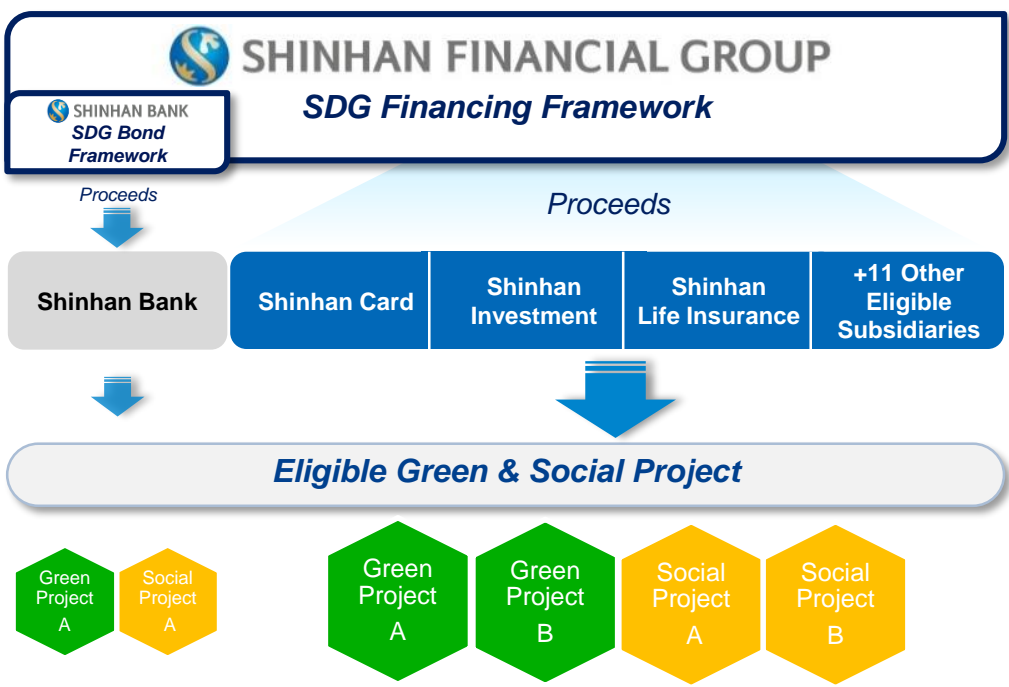 SHINHAN FINANCIAL GROUP
SDG Financing Framework
SHINHAN BANK
SDG Bond
Framework
Proceeds
Proceeds
Shinhan Bank
Shinhan Card
Shinhan
Investment
Shinhan
Life Insurance
+11 Other
Eligible
Subsidiaries
Eligible Green & Social Project
Green
Project
A
Social
Project
A
Green
Project
A
Green
Project
B
Social
Project
A
Social
Project
B